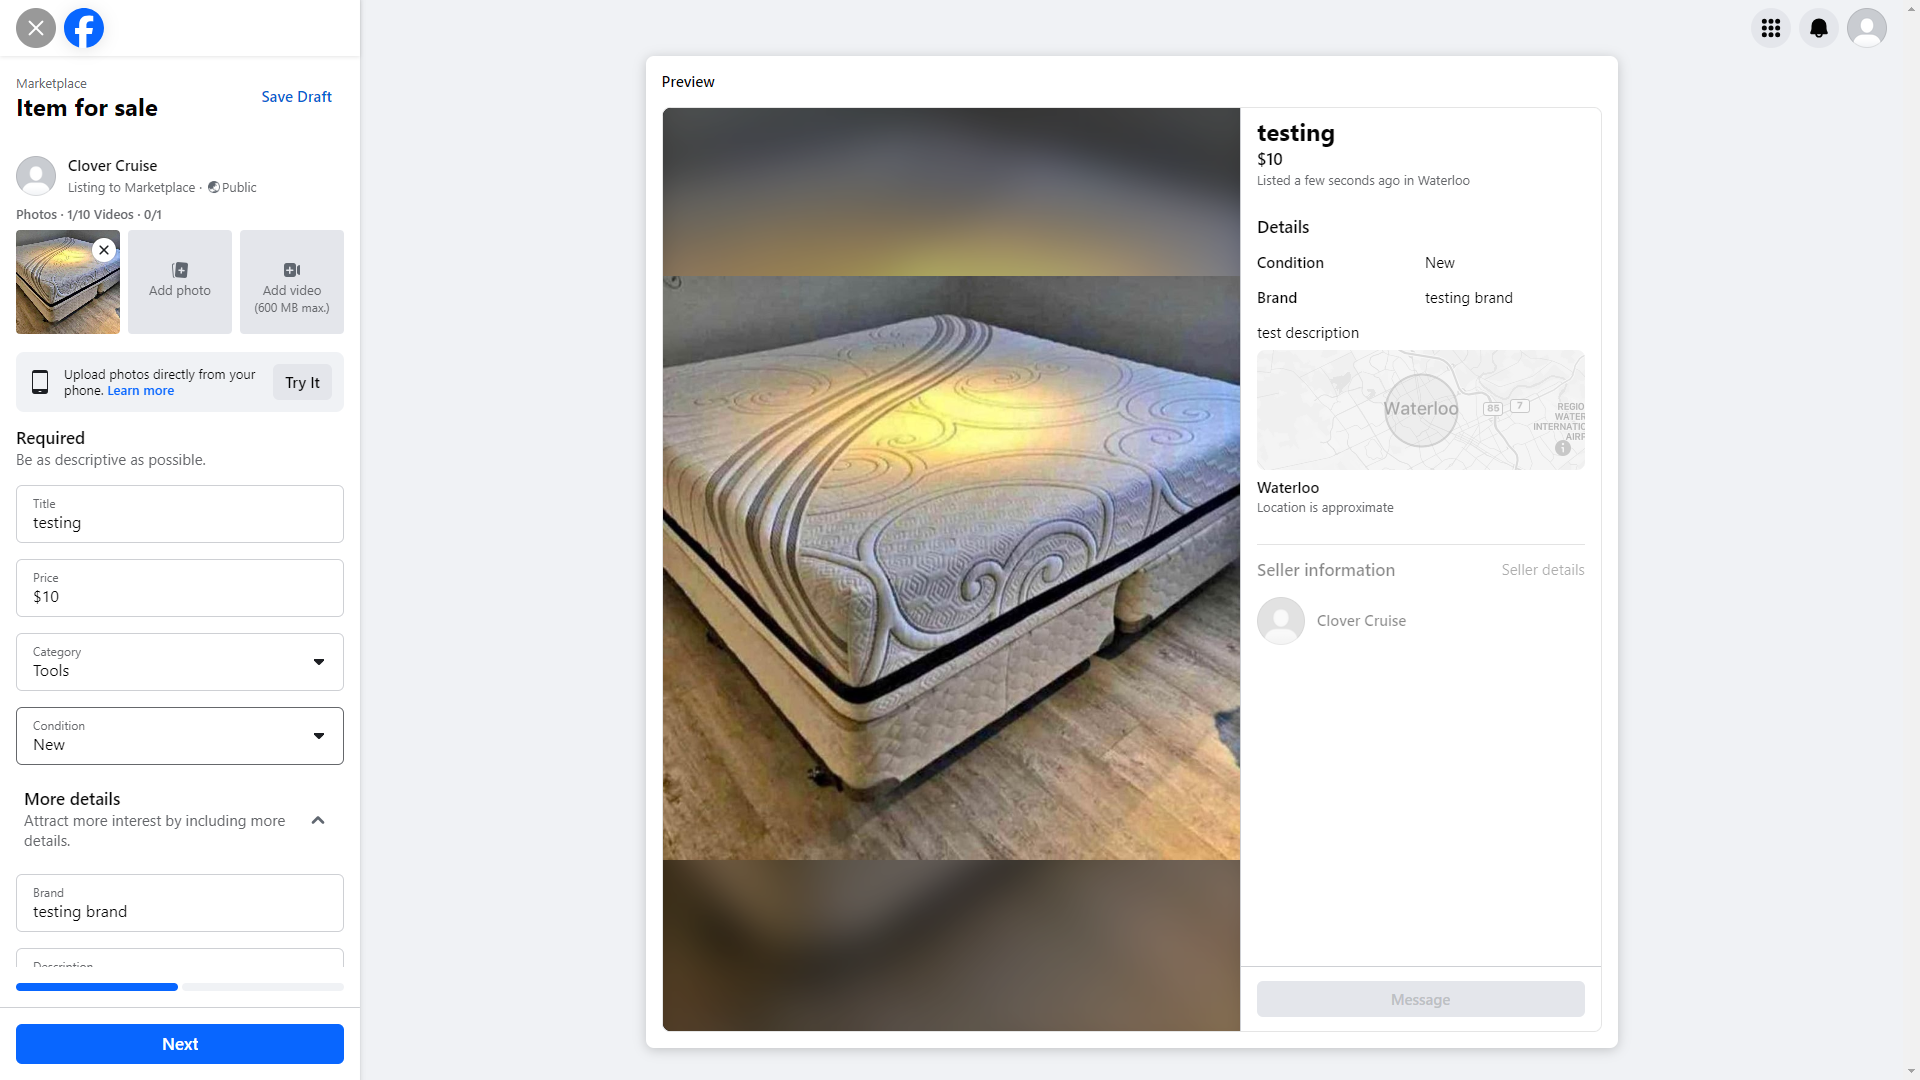 Marketplace
Item for sale
Save Draft
Clover Cruise
Listing to Marketplace · Public
Photos · 1/10 Videos · 0/1
Add photo
Add video
(600 MB max.)
Upload photos directly from your
phone. Learn more
Try It
Required
Be as descriptive as possible.
Title
testing
Price
$10
Category
Tools
Condition
New
More details
Attract more interest by including more
details.
Brand
testing brand
Description
Next
Preview
testing
$10
Listed a few seconds ago in Waterloo
Details
Condition New
Brand testing brand
test description
Waterloo
85
7
REGIO
WATER
INTERNATIC
AIRF
Waterloo
Location is approximate
Seller information
Seller details
Clover Cruise
Message